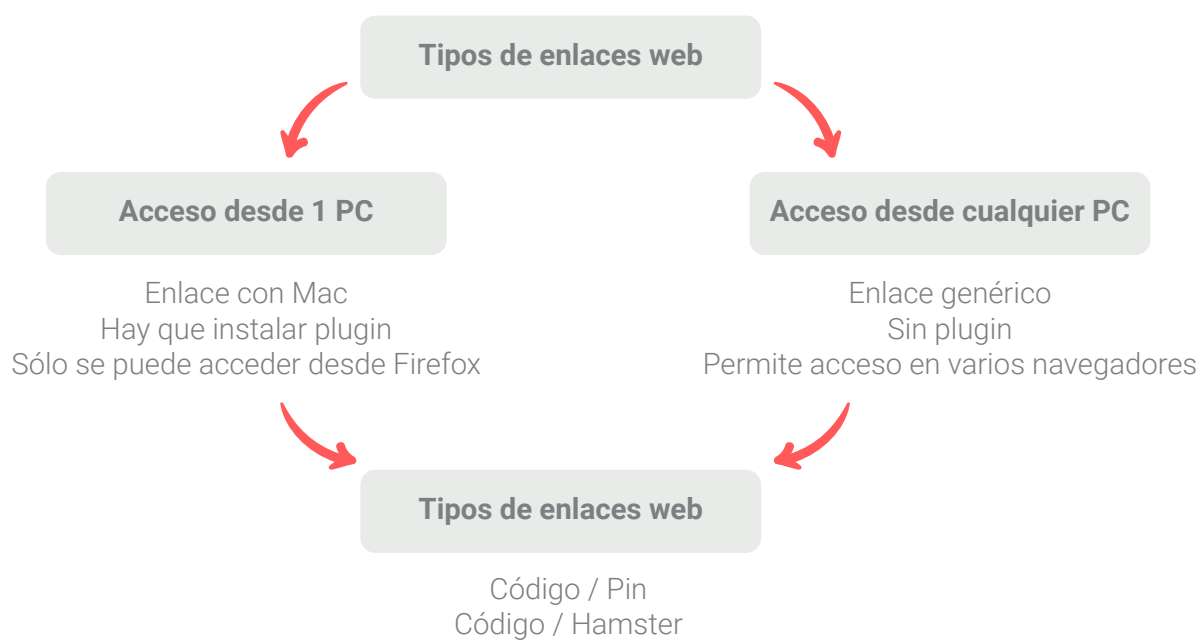 Tipos de enlaces web
Acceso desde 1 PC
Enlace con Mac
Hay que instalar plugin
Sólo se puede acceder desde Firefox
Acceso desde cualquier PC
Enlace genérico
Sin plugin
Permite acceso en varios navegadores
Tipos de enlaces web
Código / Pin
Código / Hamster